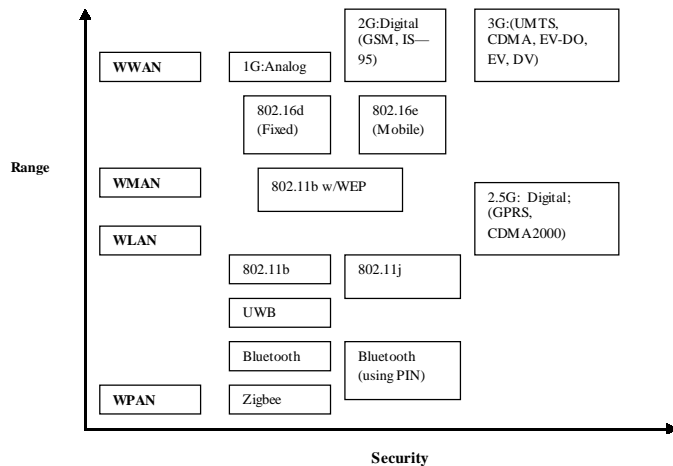 2G:Digital
(GSM, IS—
95)
3G:(UMTS,
CDMA, EV-DO,
EV, DV)
WWAN
1G:Analog
802.16d
(Fixed)
802.16e
(Mobile)
Range
WMAN
802.11b w/WEP
2.5G: Digital;
(GPRS,
CDMA2000)
WLAN
802.11b
802.11j
UWB
Bluetooth
Bluetooth
(using PIN)
WPAN
Zigbee
Security